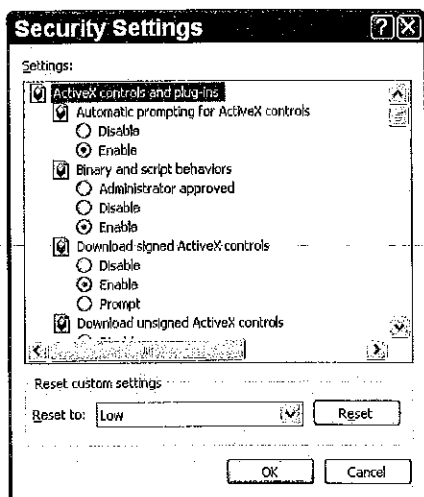 Security Settings
Settings:
ActiveX controls and plug-ins
Automatic prompting for ActiveX controls
Disable
Enable
Binary and script behaviors
Administrator approved
Disable
Enable
Download signed ActiveX controls
Disable
Enable
Prompt
Download unsigned ActiveX controls
Reset custom settings
Reset to: Low Reset
OK Cancel